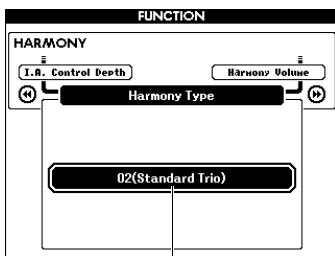 FUNCTION
HARMONY
I.A. Control Depth
Harmony Volume
Harmony Type
02(Standard Trio)